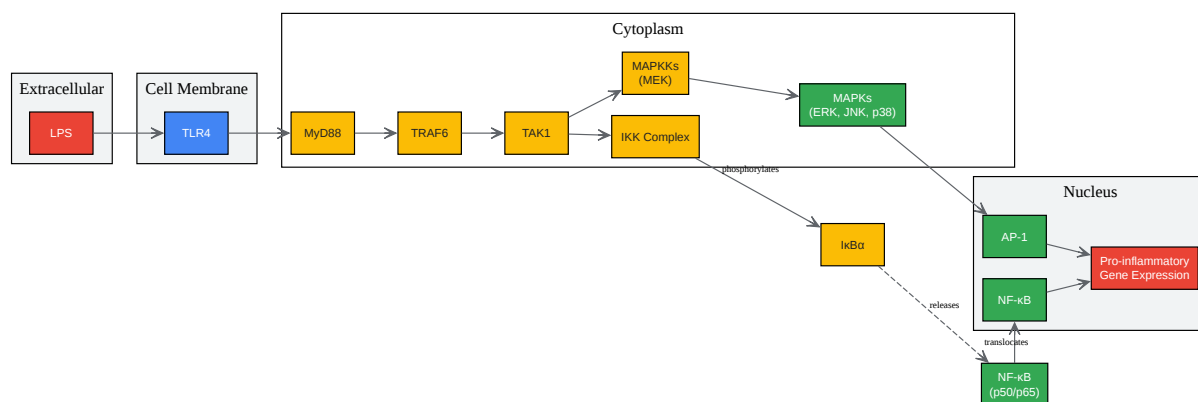 Cytoplasm
Extracellular
Cell Membrane
MAPKKs
(MEK)
MAPKs
(ERK, JNK, p38)
LPS
TLR4
MyD88
TRAF6
TAK1
IKK Complex
phosphorylates
Nucleus
AP-1
IκBα
Pro-inflammatory
Gene Expression
NF-κB
releases
translocates
NF-κB
(p50/p65)